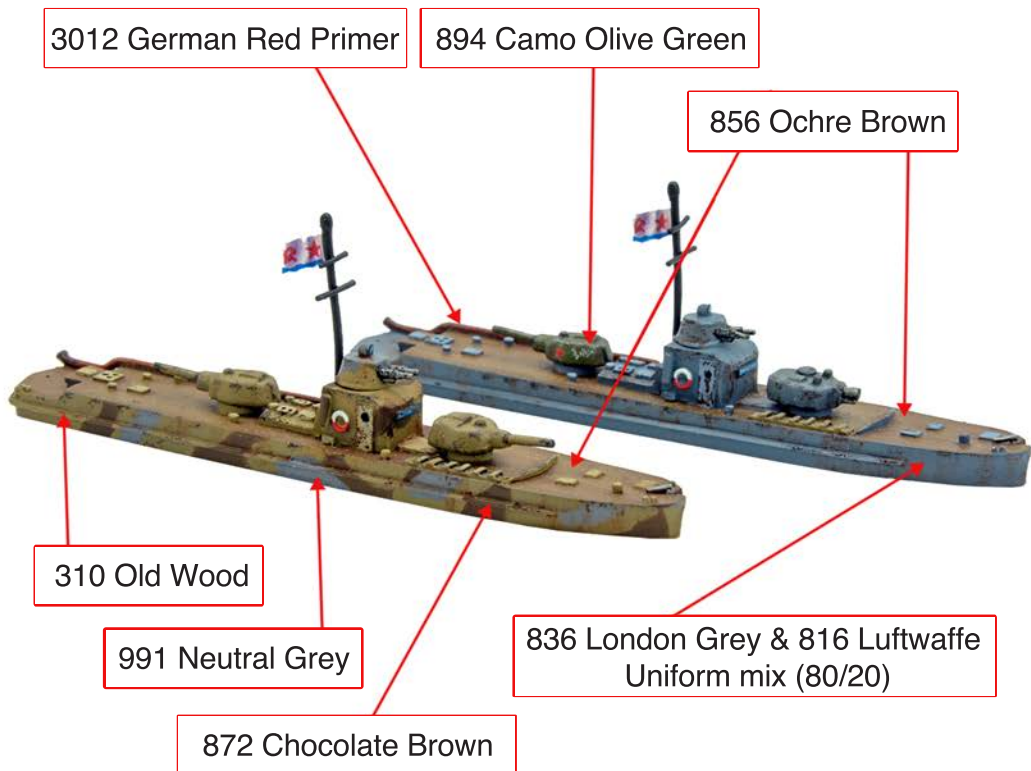 3012 German Red Primer
894 Camo Olive Green
856 Ochre Brown
310 Old Wood
991 Neutral Grey
836 London Grey & 816 Luftwaffe
Uniform mix (80/20)
872 Chocolate Brown